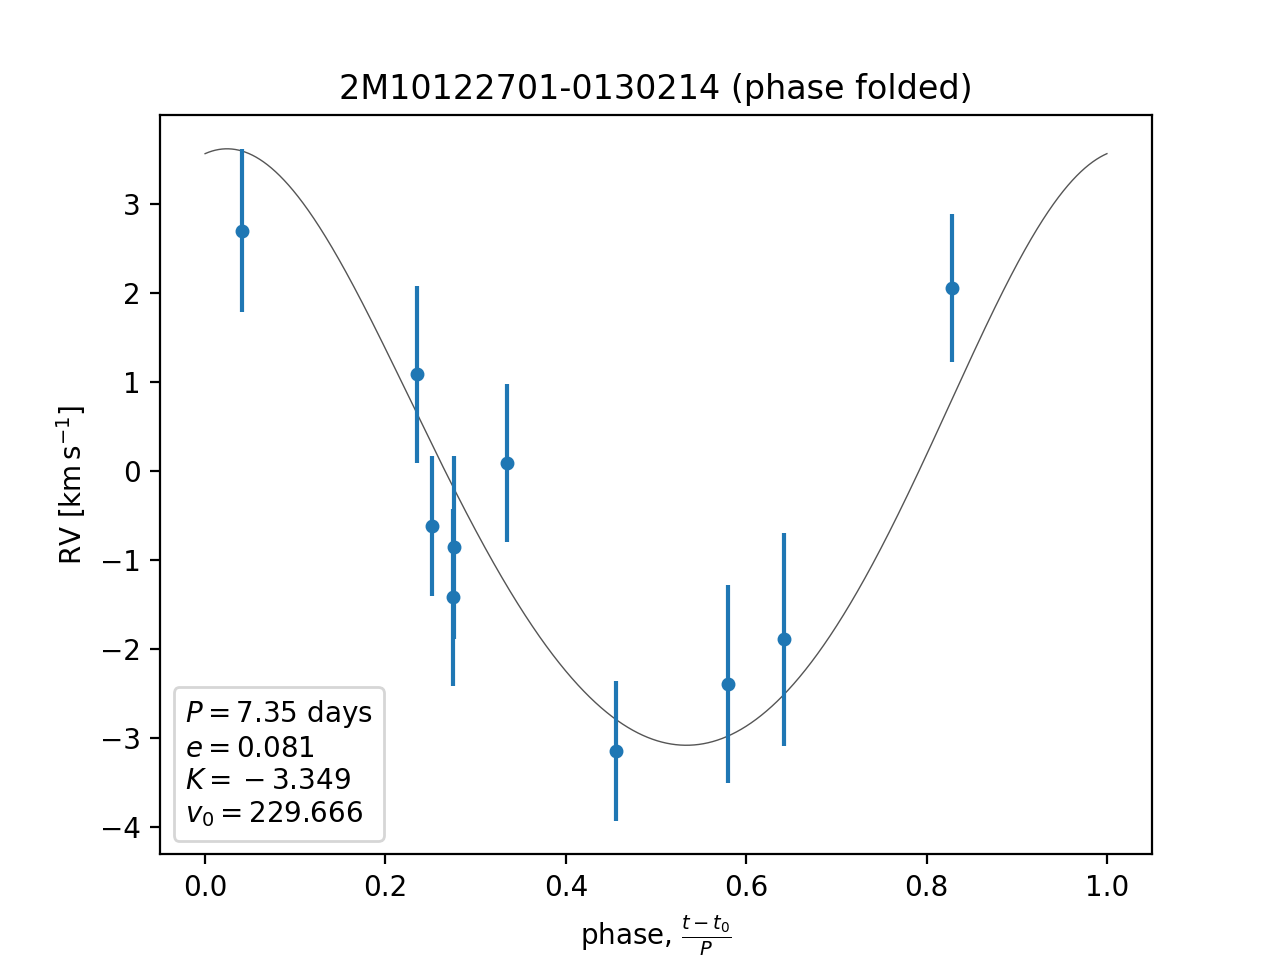 2M10122701-0130214 (phase folded)
RV [km s⁻¹]
3
2
1
0
−1
−2
−3
−4
P = 7.35 days
e = 0.081
K = −3.349
v₀ = 229.666
0.0 0.2 0.4 0.6 0.8 1.0
phase, (t − t₀)/P